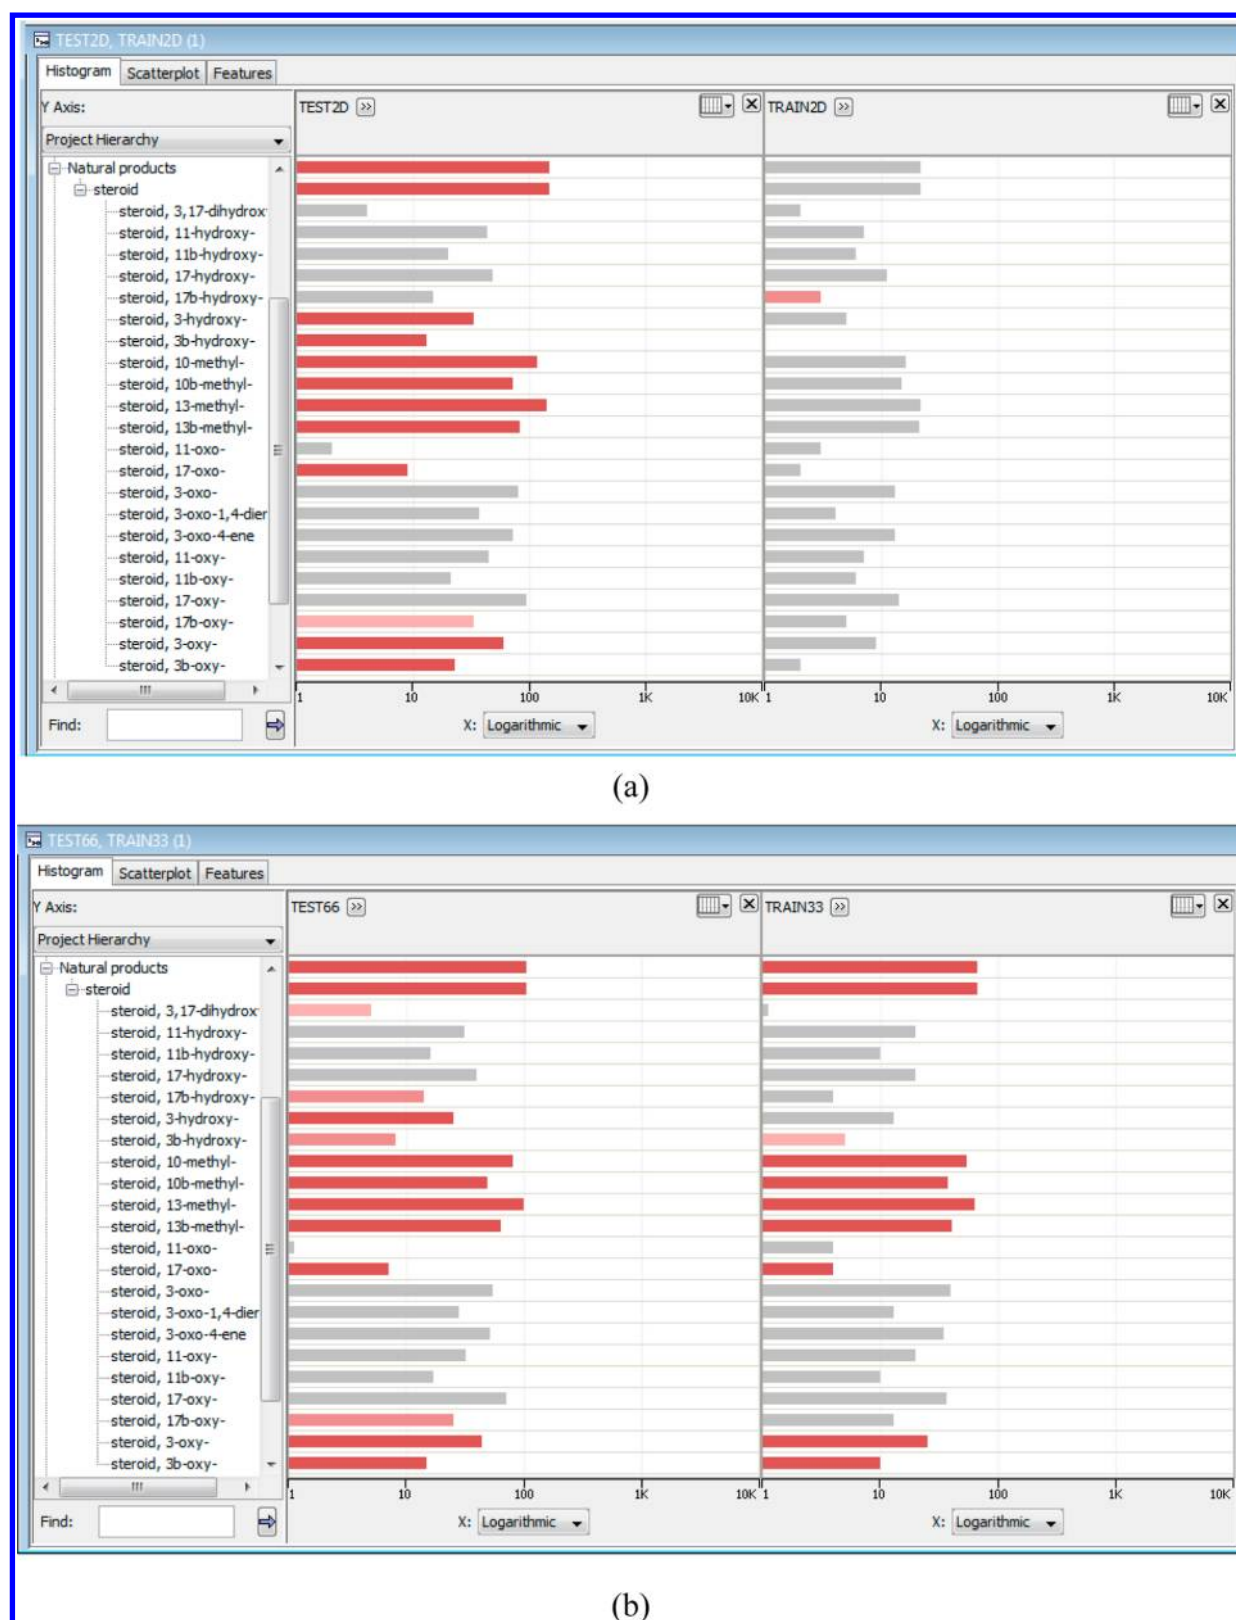 TEST2D, TRAIN2D (1)
Histogram Scatterplot Features
Y Axis:
TEST2D >>
TRAIN2D >>
Project Hierarchy
Natural products
steroid
steroid, 3,17-dihydrox
steroid, 11-hydroxy-
steroid, 11b-hydroxy-
steroid, 17-hydroxy-
steroid, 17b-hydroxy-
steroid, 3-hydroxy-
steroid, 3b-hydroxy-
steroid, 10-methyl-
steroid, 10b-methyl-
steroid, 13-methyl-
steroid, 13b-methyl-
steroid, 11-oxo-
steroid, 17-oxo-
steroid, 3-oxo-
steroid, 3-oxo-1,4-dier
steroid, 3-oxo-4-ene
steroid, 11-oxy-
steroid, 11b-oxy-
steroid, 17-oxy-
steroid, 17b-oxy-
steroid, 3-oxy-
steroid, 3b-oxy-
1 10 100 1K 10K
1 10 100 1K 10K
Find:
X: Logarithmic
X: Logarithmic
(a)
TEST66, TRAIN33 (1)
Histogram Scatterplot Features
Y Axis:
TEST66 >>
TRAIN33 >>
Project Hierarchy
Natural products
steroid
steroid, 3,17-dihydrox
steroid, 11-hydroxy-
steroid, 11b-hydroxy-
steroid, 17-hydroxy-
steroid, 17b-hydroxy-
steroid, 3-hydroxy-
steroid, 3b-hydroxy-
steroid, 10-methyl-
steroid, 10b-methyl-
steroid, 13-methyl-
steroid, 13b-methyl-
steroid, 11-oxo-
steroid, 17-oxo-
steroid, 3-oxo-
steroid, 3-oxo-1,4-dier
steroid, 3-oxo-4-ene
steroid, 11-oxy-
steroid, 11b-oxy-
steroid, 17-oxy-
steroid, 17b-oxy-
steroid, 3-oxy-
steroid, 3b-oxy-
1 10 100 1K 10K
1 10 100 1K 10K
Find:
X: Logarithmic
X: Logarithmic
(b)